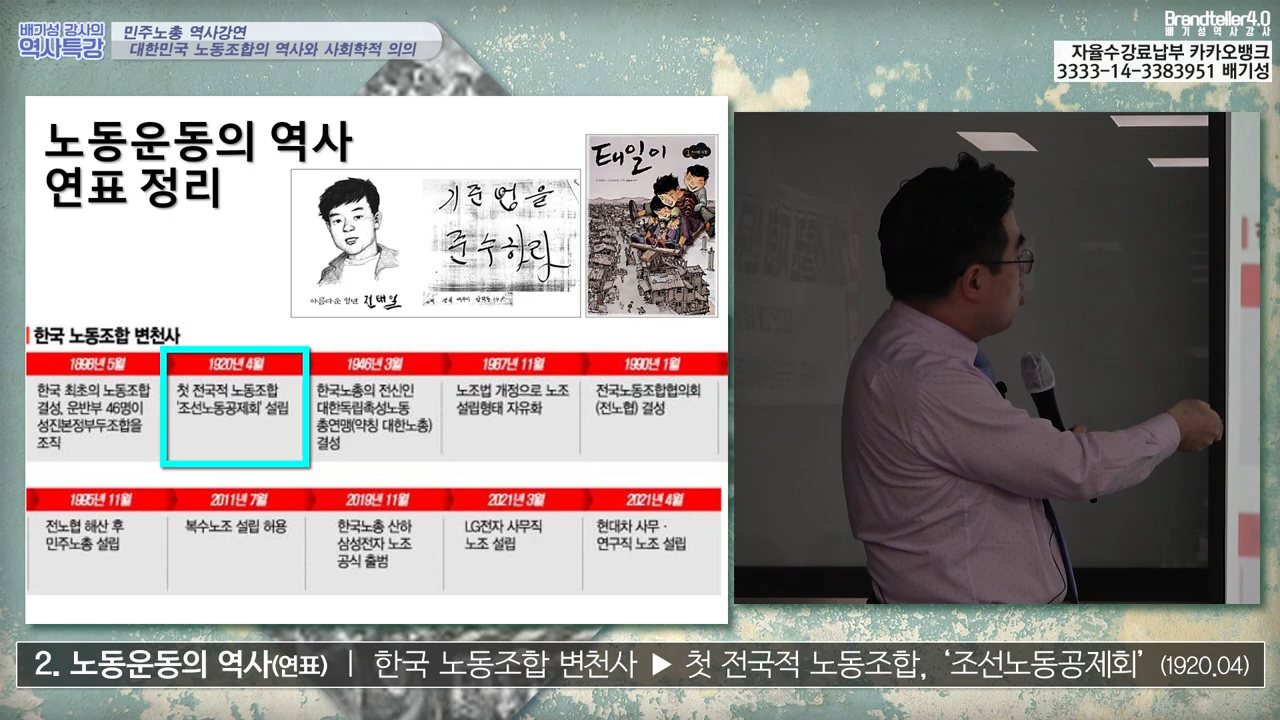 배기성 강사의
역사특강
민주노총 역사강연
대한민국 노동조합의 역사와 사회학적 의의
Brandteller4.0
배기성역사강사
자율수강료납부 카카오뱅크
3333-14-3383951 배기성
노동운동의 역사
연표 정리
기준법을
준수하라
아름다운 청년 전태일
태일이
한국 노동조합 변천사
1898년 5월
한국 최초의 노동조합
결성, 운반부 46명이
성진본정부두조합을
조직
1920년 4월
첫 전국적 노동조합
'조선노동공제회' 설립
1946년 3월
한국노총의 전신인
대한독립촉성노동
총연맹(약칭 대한노총)
결성
1987년 11월
노조법 개정으로 노조
설립형태 자유화
1990년 1월
전국노동조합협의회
(전노협) 결성
1995년 11월
전노협 해산 후
민주노총 설립
2011년 7월
복수노조 설립 허용
2019년 11월
한국노총 산하
삼성전자 노조
공식 출범
2021년 3월
LG전자 사무직
노조 설립
2021년 4월
현대차 사무·
연구직 노조 설립
2. 노동운동의 역사(연표) | 한국 노동조합 변천사 ▶ 첫 전국적 노동조합, ‘조선노동공제회’ (1920.04)